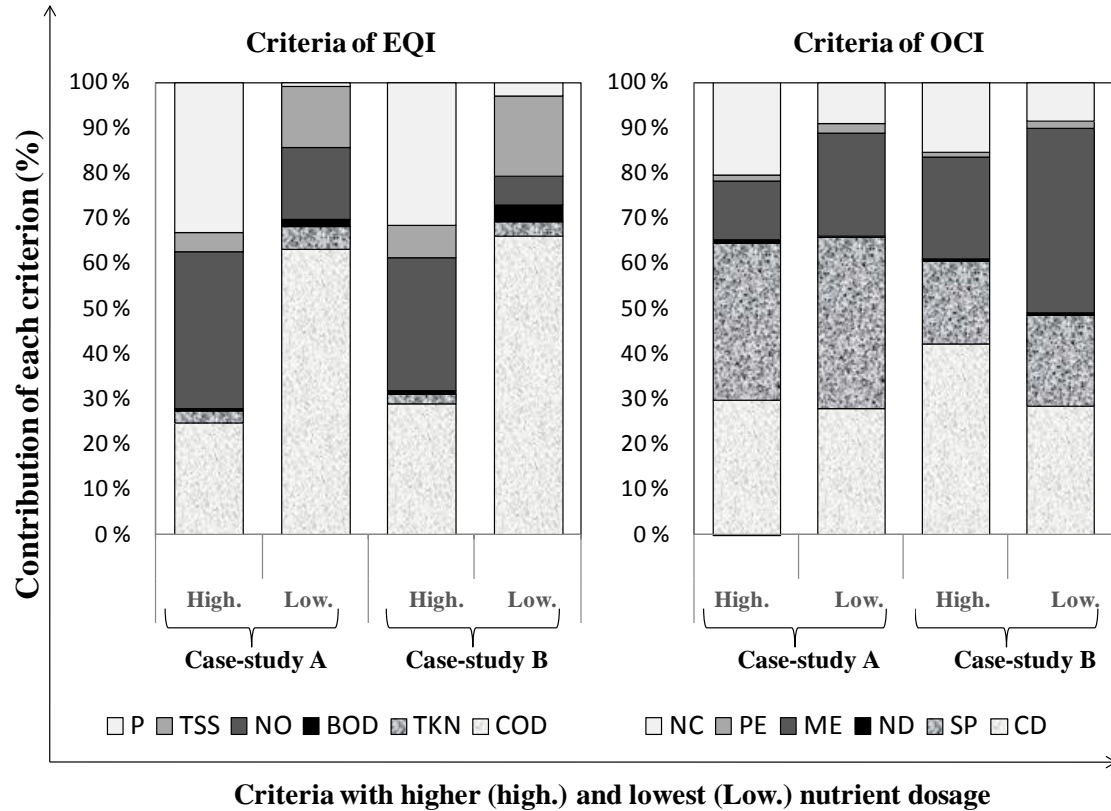 Criteria of EQI
Criteria of OCI
Contribution of each criterion (%)
100 %
90 %
80 %
70 %
60 %
50 %
40 %
30 %
20 %
10 %
0 %
100 %
90 %
80 %
70 %
60 %
50 %
40 %
30 %
20 %
10 %
0 %
High. Low. High. Low.
High. Low. High. Low.
Case-study A Case-study B
Case-study A Case-study B
P TSS NO BOD TKN COD
NC PE ME ND SP CD
Criteria with higher (high.) and lowest (Low.) nutrient dosage